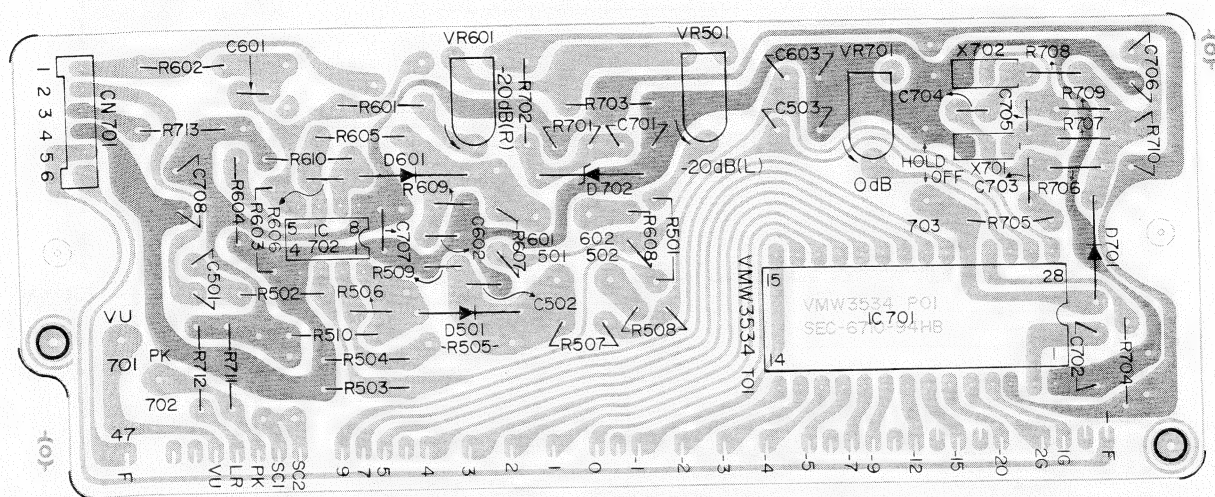 VR601
VR501
C601
C603
VR701
X702
R708
C706
R602
1
2
3
4
5
6
CN701
-20dB(R)
R702
R601
R703
C704
C705
R709
R713
R605
R701
C701
C503
R707
R710
R610
D601
HOLD
OFF
X701
C708
R604
R603
R606
R609
D702
-20dB(L)
0dB
C703
R706
5
IC
8
4
702
1
C707
C602
R607
601
501
602
502
R608
R501
703
R705
D701
C501
R502
R509
R506
C502
VMW3534 T01
15
28
VMW3534 P01
SEC-6710-94HB
IC701
14
1
VU
R510
D501
R505
R507
R508
C702
R704
701
PK
R712
R711
R504
702
R503
47
F
VU
LR
PK
SC1
SC2
9
7
5
4
3
2
1
0
1
2
3
4
-5
-7
-9
-12
-15
-20
2G
1G
F